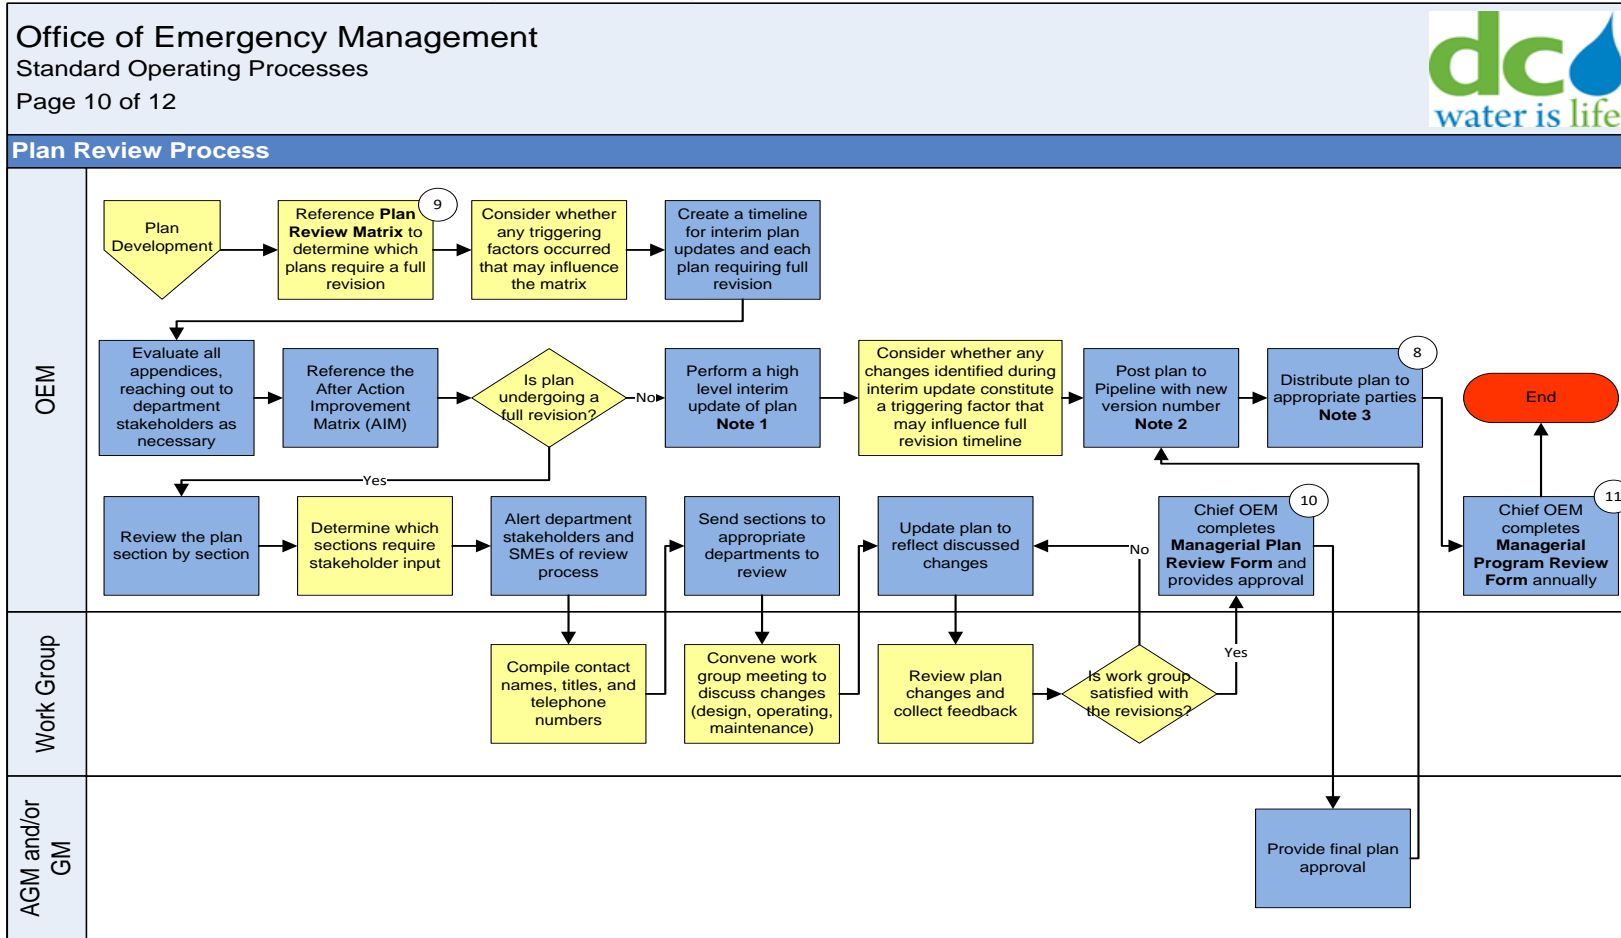 Office of Emergency Management
Standard Operating Processes
Page 10 of 12
dc
water is life
Plan Review Process
OEM
Plan
Development
Reference Plan
Review Matrix to
determine which
plans require a full
revision
9
Consider whether
any triggering
factors occurred
that may influence
the matrix
Create a timeline
for interim plan
updates and each
plan requiring full
revision
Evaluate all
appendices,
reaching out to
department
stakeholders as
necessary
Reference the
After Action
Improvement
Matrix (AIM)
Is plan
undergoing a
full revision?
No
Perform a high
level interim
update of plan
Note 1
Consider whether any
changes identified during
interim update constitute
a triggering factor that
may influence full
revision timeline
Post plan to
Pipeline with new
version number
Note 2
8
Distribute plan to
appropriate parties
Note 3
End
Yes
Review the plan
section by section
Determine which
sections require
stakeholder input
Alert department
stakeholders and
SMEs of review
process
Send sections to
appropriate
departments to
review
Update plan to
reflect discussed
changes
No
10
Chief OEM
completes
Managerial Plan
Review Form and
provides approval
11
Chief OEM
completes
Managerial
Program Review
Form annually
Work Group
Compile contact
names, titles, and
telephone
numbers
Convene work
group meeting to
discuss changes
(design, operating,
maintenance)
Review plan
changes and
collect feedback
Is work group
satisfied with
the revisions?
Yes
AGM and/or
GM
Provide final plan
approval